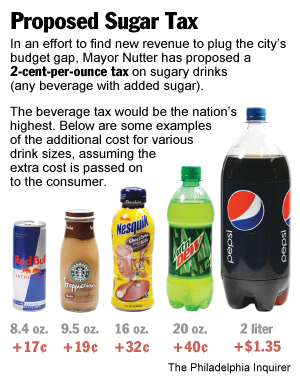 Proposed Sugar Tax
In an effort to find new revenue to plug the city's
budget gap, Mayor Nutter has proposed a
2-cent-per-ounce tax on sugary drinks
(any beverage with added sugar).
The beverage tax would be the nation's
highest. Below are some examples
of the additional cost for various
drink sizes, assuming the
extra cost is passed on
to the consumer.
Red Bull
STARBUCKS
frappuccino
Nesquik
Mtn Dew
pepsi
pepsi
8.4 oz.
+17¢
9.5 oz.
+19¢
16 oz.
+32¢
20 oz.
+40¢
2 liter
+$1.35
The Philadelphia Inquirer